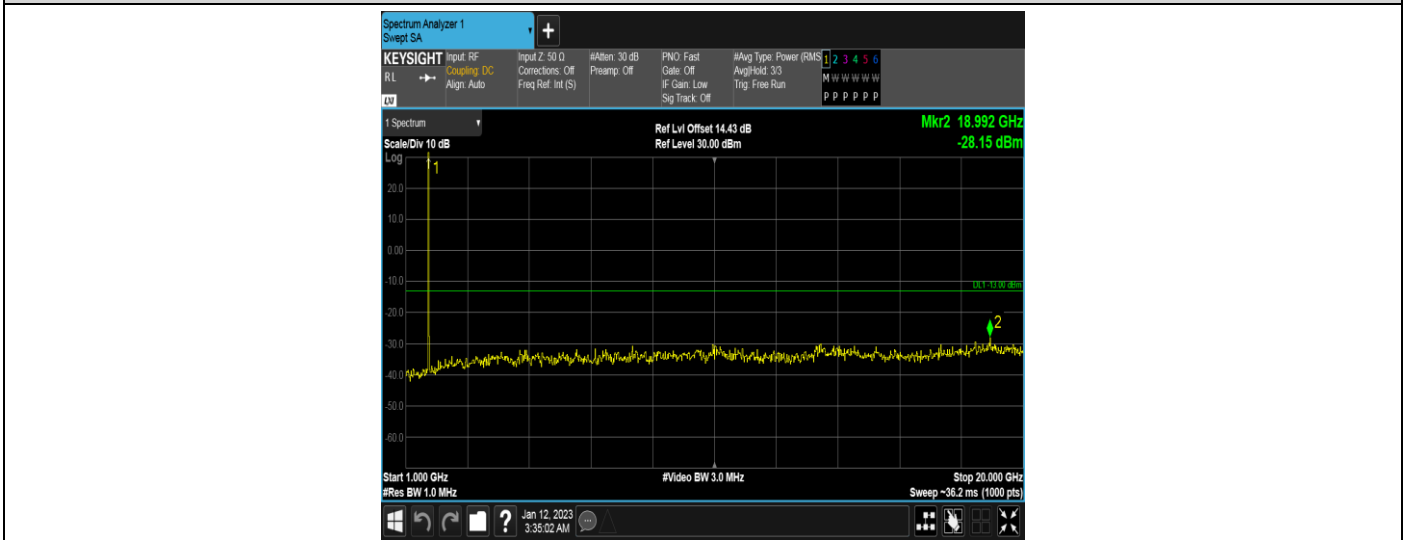 Spectrum Analyzer 1
Swept SA
+
KEYSIGHT
RL
LXI
Input: RF
Coupling: DC
Align: Auto
Input Z: 50 Ω
Corrections: Off
Freq Ref: Int (S)
#Atten: 30 dB
Preamp: Off
PNO: Fast
Gate: Off
IF Gain: Low
Sig Track: Off
#Avg Type: Power (RMS
Avg|Hold: 3/3
Trig: Free Run
1 2 3 4 5 6
M W W W W W
P P P P P P
1 Spectrum
Scale/Div 10 dB
Ref Lvl Offset 14.43 dB
Ref Level 30.00 dBm
Mkr2 18.992 GHz
-28.15 dBm
Log
1
20.0
10.0
0.00
-10.0
DL1 -13.00 dBm
-20.0
2
-30.0
-40.0
-50.0
-60.0
Start 1.000 GHz
#Video BW 3.0 MHz
Stop 20.000 GHz
#Res BW 1.0 MHz
Sweep ~36.2 ms (1000 pts)
?
Jan 12, 2023
3:35:02 AM